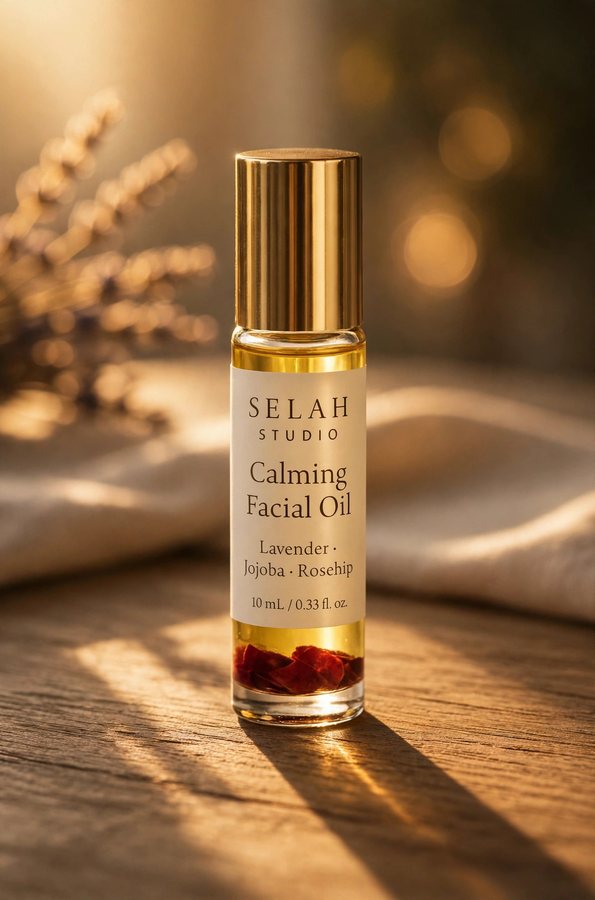 SELAH
STUDIO
Calming
Facial Oil
Lavender ·
Jojoba · Rosehip
10 mL / 0.33 fl. oz.